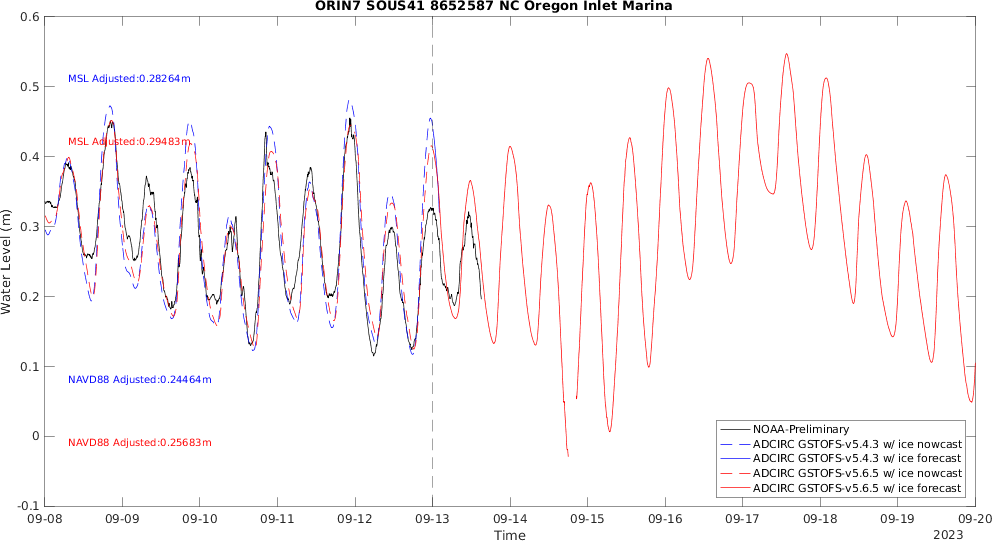 ORIN7 SOUS41 8652587 NC Oregon Inlet Marina
Water Level (m)
0.6
0.5
0.4
0.3
0.2
0.1
0
-0.1
MSL Adjusted:0.28264m
MSL Adjusted:0.29483m
NAVD88 Adjusted:0.24464m
NAVD88 Adjusted:0.25683m
NOAA-Preliminary
ADCIRC GSTOFS-v5.4.3 w/ ice nowcast
ADCIRC GSTOFS-v5.4.3 w/ ice forecast
ADCIRC GSTOFS-v5.6.5 w/ ice nowcast
ADCIRC GSTOFS-v5.6.5 w/ ice forecast
09-08 09-09 09-10 09-11 09-12 09-13 09-14 09-15 09-16 09-17 09-18 09-19 09-20
Time
2023